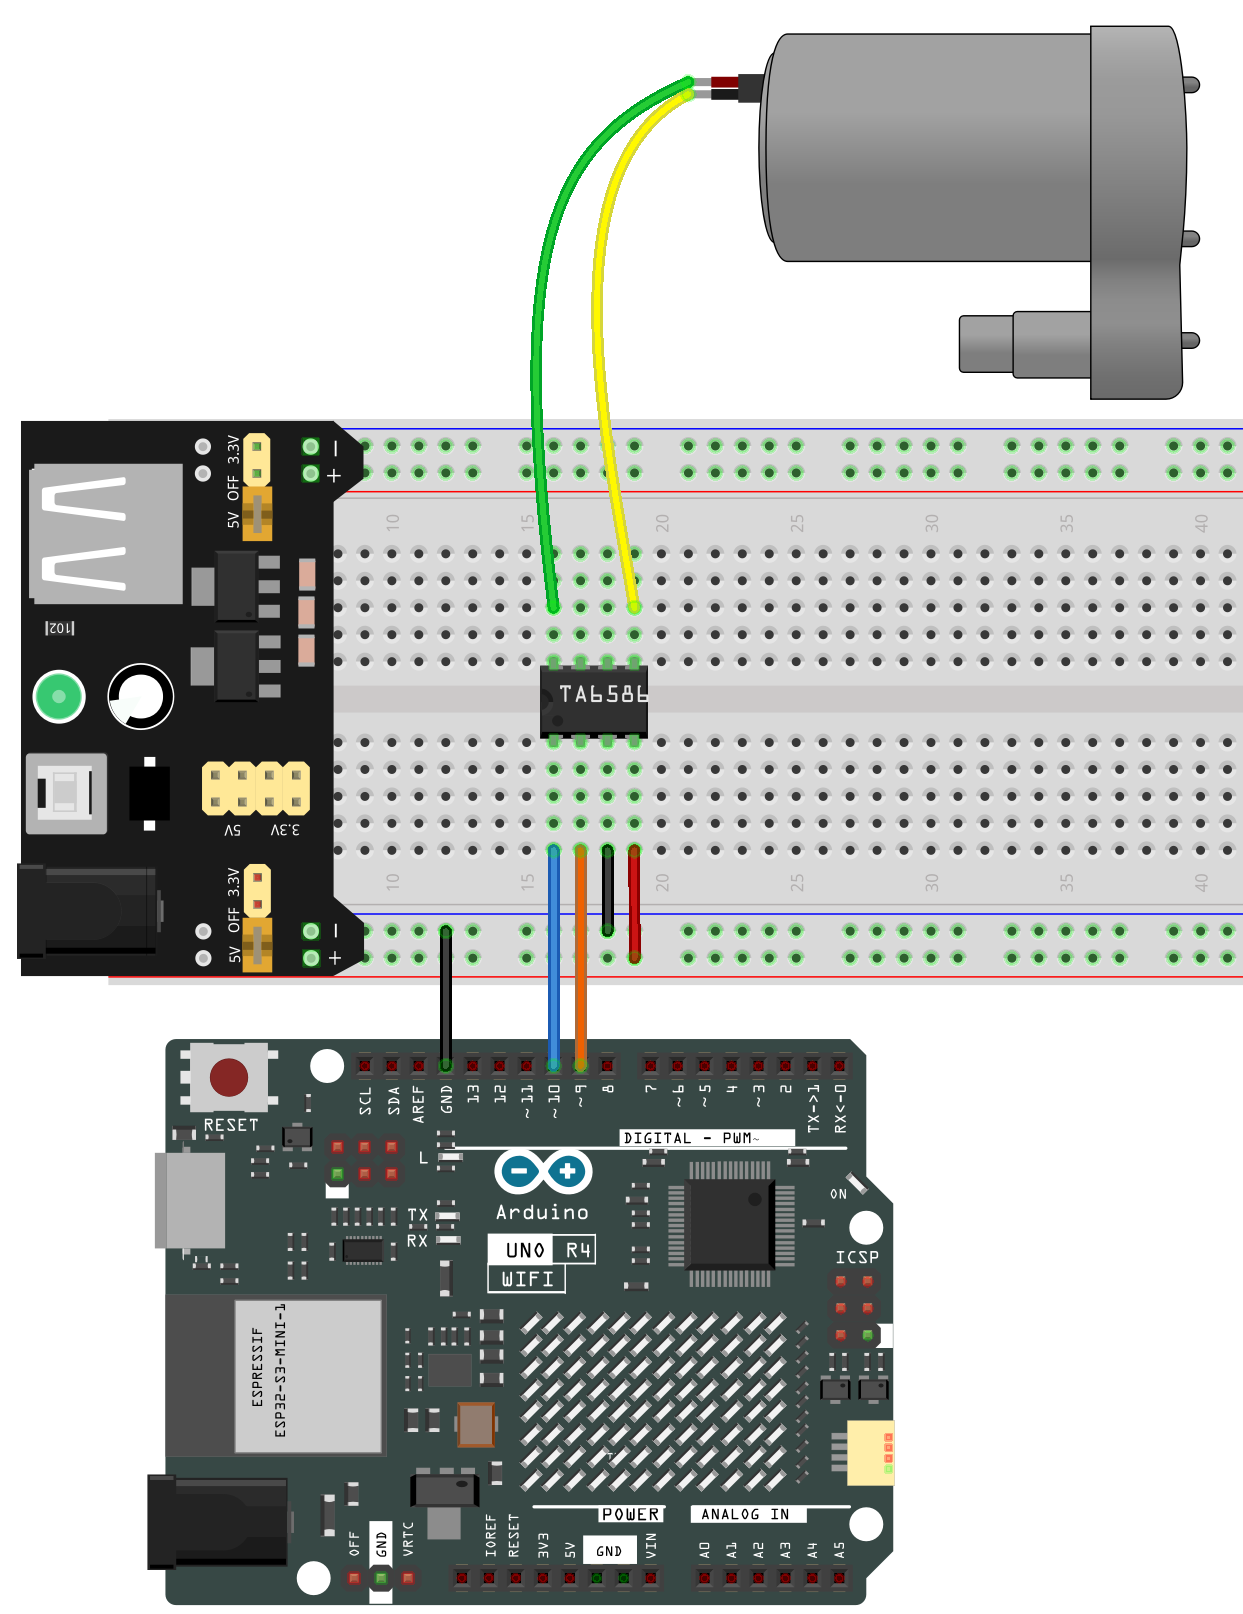 3.3V
OFF
5V
−
+
102
5V
3.3V
3.3V
OFF
5V
−
+
10
15
20
25
30
35
40
TA6586
10
15
20
25
30
35
40
RESET
SCL
SDA
AREF
GND
13
12
~11
~10
~9
8
7
~6
~5
4
~3
2
TX->1
RX<-0
DIGITAL - PWM~
L
TX
RX
Arduino
UNO R4
WIFI
ON
ICSP
ESPRESSIF
ESP32-S3-MINI-1
POWER
ANALOG IN
OFF
GND
VRTC
IOREF
RESET
3V3
5V
GND
VIN
A0
A1
A2
A3
A4
A5